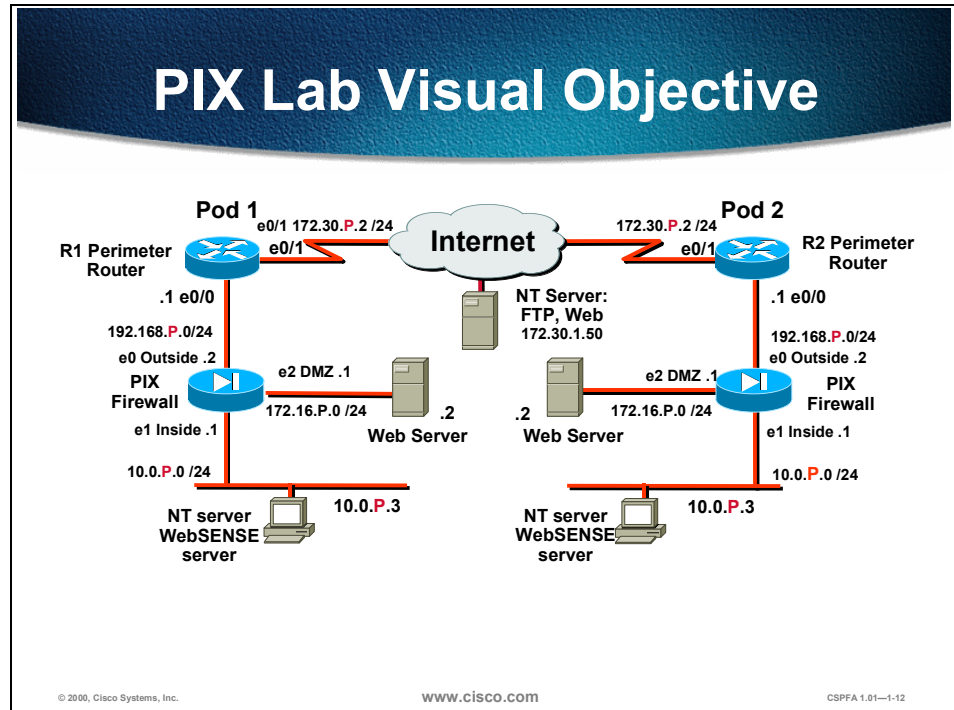 PIX Lab Visual Objective
Pod 1
e0/1 172.30.P.2 /24
e0/1
R1 Perimeter
Router
.1 e0/0
192.168.P.0/24
e0 Outside .2
PIX
Firewall
e2 DMZ .1
172.16.P.0 /24
.2
Web Server
e1 Inside .1
10.0.P.0 /24
10.0.P.3
NT server
WebSENSE
server
Internet
NT Server:
FTP, Web
172.30.1.50
Pod 2
172.30.P.2 /24
e0/1
R2 Perimeter
Router
.1 e0/0
192.168.P.0/24
e0 Outside .2
e2 DMZ .1
PIX
Firewall
.2
172.16.P.0 /24
Web Server
e1 Inside .1
10.0.P.0 /24
10.0.P.3
NT server
WebSENSE
server
© 2000, Cisco Systems, Inc.
www.cisco.com
CSPFA 1.01—1-12